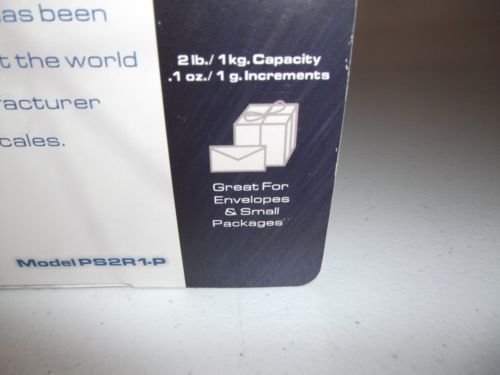 has been
t the world
facturer
cales.
2 lb./ 1kg. Capacity
.1 oz./ 1 g. Increments
Great For
Envelopes
& Small
Packages
Model PS2R1-P